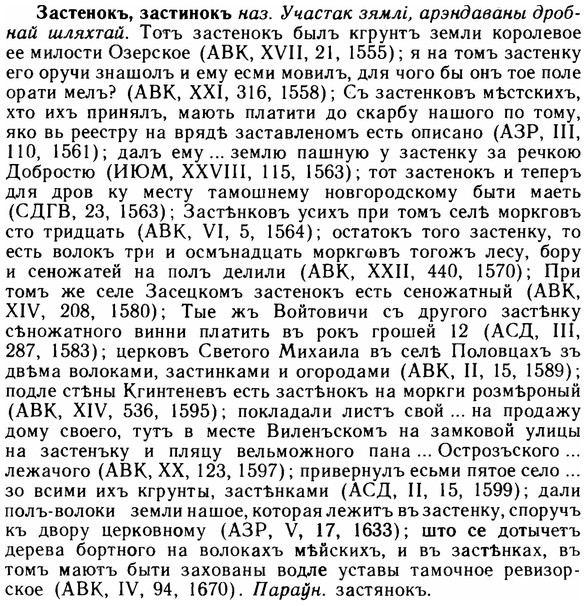 Застенокъ, застинокъ наз. Участак зямлі, арэндаваны дроб-
най шляхтай. Тотъ застенокъ былъ кгрунтъ земли королевое
ее милости Озерское (АВК, XVII, 21, 1555); я на томъ застенку
его оручи знашолъ и ему есми мовилъ, для чого бы онъ тое поле
орати мелъ? (АВК, XXI, 316, 1558); Съ застенковъ мѣстскихъ,
хто ихъ принялъ, мають платити до скарбу нашого по тому,
яко вь реестру на врядѣ заставленомъ есть описано (АЗР, III,
110, 1561); далъ ему ... землю пашную у застенку за речкою
Добростю (ИЮМ, XXVIII, 115, 1563); тот застенокъ и теперъ
для дров ку месту тамошнему новгородскому быти маеть
(СДГВ, 23, 1563); Застѣнковъ усихъ при томъ селѣ моркговъ
сто тридцать (АВК, VI, 5, 1564); остатокъ того застенку, то
есть волокъ три и осмънадцать моркгѡвъ тогожъ лесу, бору
и сеножатей на полъ делили (АВК, XXII, 440, 1570); При
томъ же селе Засецкомъ застенокъ есть сеножатный (АВК,
XIV, 208, 1580); Тые жъ Войтовичи съ другого застѣнку
сѣножатного винни платить в рокъ грошей 12 (АСД, III,
287, 1583); церковъ Светого Михаила въ селѣ Половцахъ зъ
двѣма волоками, застинками и огородами (АВК, II, 15, 1589);
подле стѣны Кгинтеневъ есть застѣнокъ на моркги розмѣроный
(АВК, XIV, 536, 1595); покладали листъ свой ... на продажу
дому своего, тутъ в месте Виленъскомъ на замковой улицы
на застенъку и пляцу вельможного пана ... Острозъского ...
лежачого (АВК, XX, 123, 1597); привернулъ есьми пятое село ...
зо всими ихъ кгрунты, застѣнками (АСД, II, 15, 1599); дали
полъ-волоки земли нашое, которая лежитъ въ застенку, споручъ
къ двору церковному (АЗР, V, 17, 1633); што се дотычетъ
дерева бортного на волокахъ мѣйскихъ, и въ застѣнках, въ
томъ маютъ быти захованы водле уставы тамочное ревизор-
ское (АВК, IV, 94, 1670). Параўн. застянокъ.